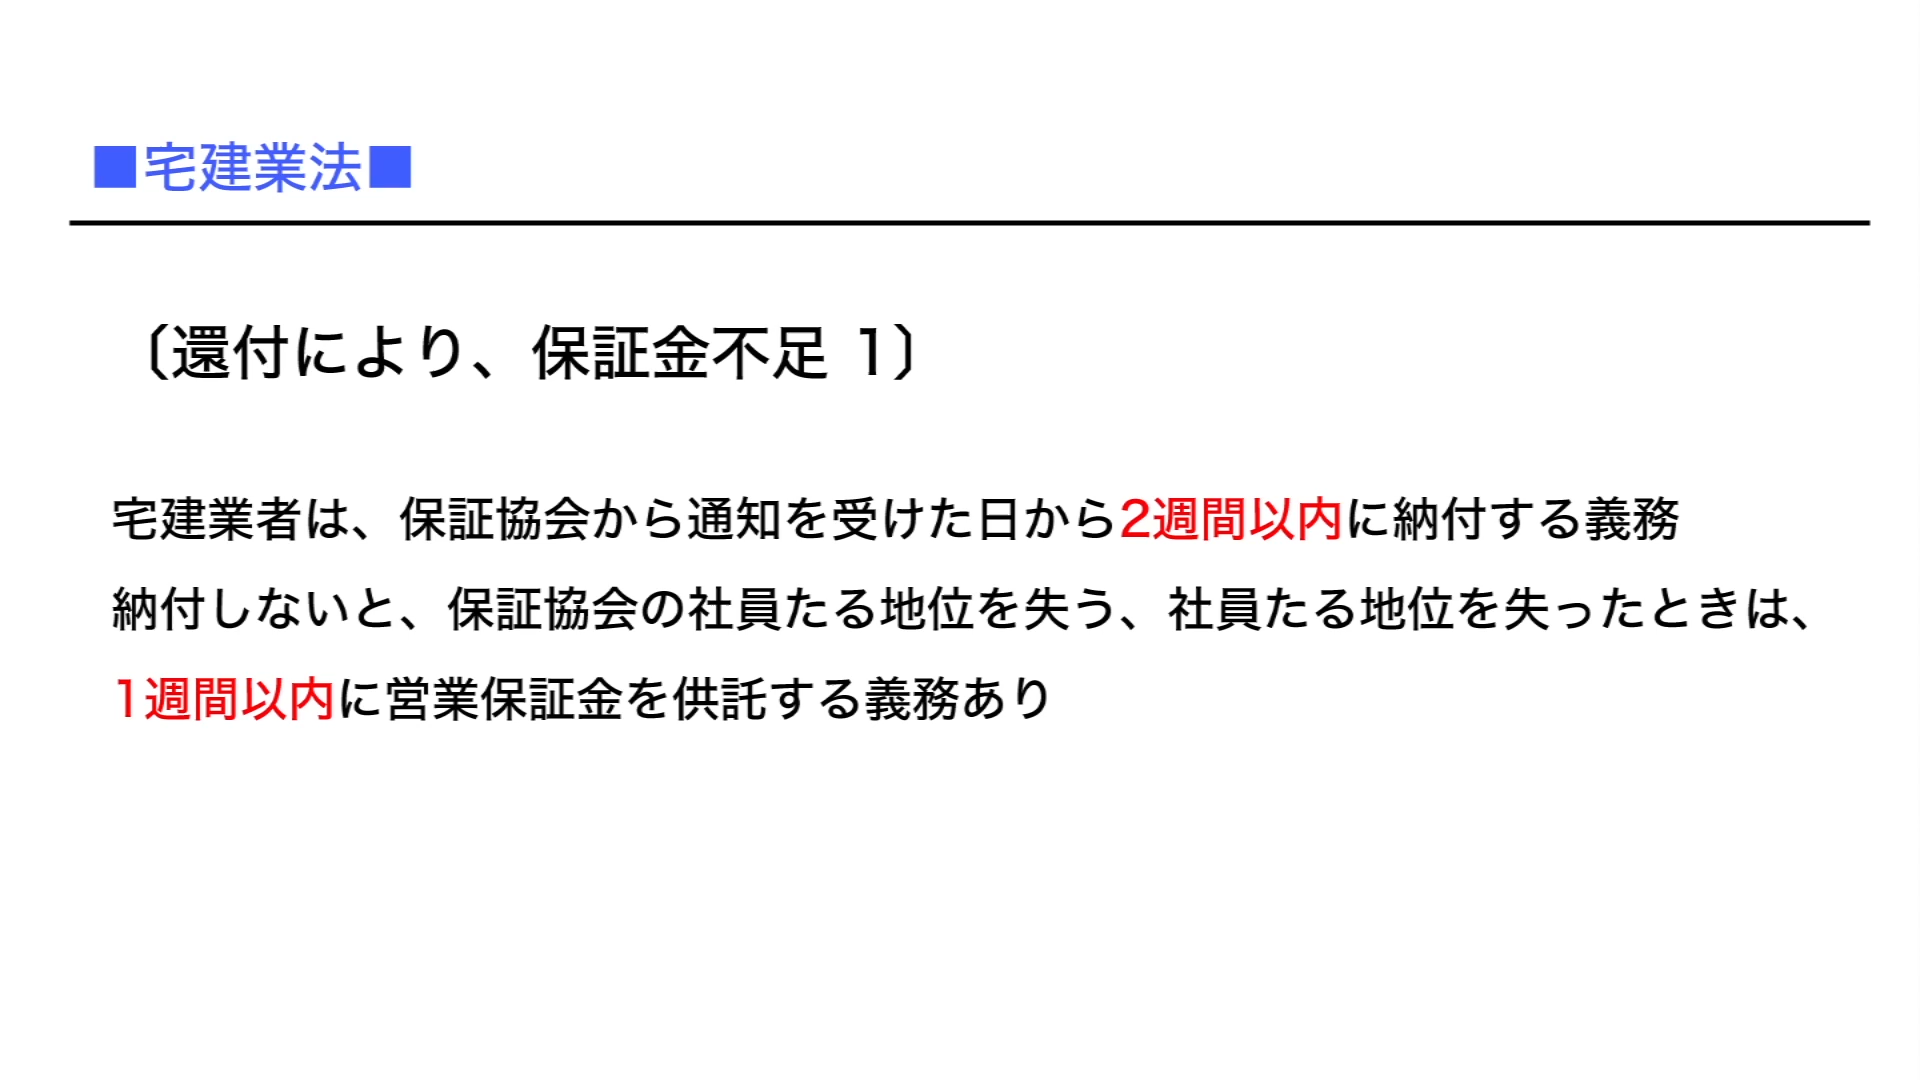 ■宅建業法■
〔還付により、保証金不足 1〕
宅建業者は、保証協会から通知を受けた日から2週間以内に納付する義務
納付しないと、保証協会の社員たる地位を失う、社員たる地位を失ったときは、
1週間以内に営業保証金を供託する義務あり